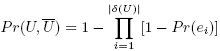 Pr(U, \overline{U}) = 1 - \prod_{i=1}^{|\delta(U)|} [1 - Pr(e_i)]